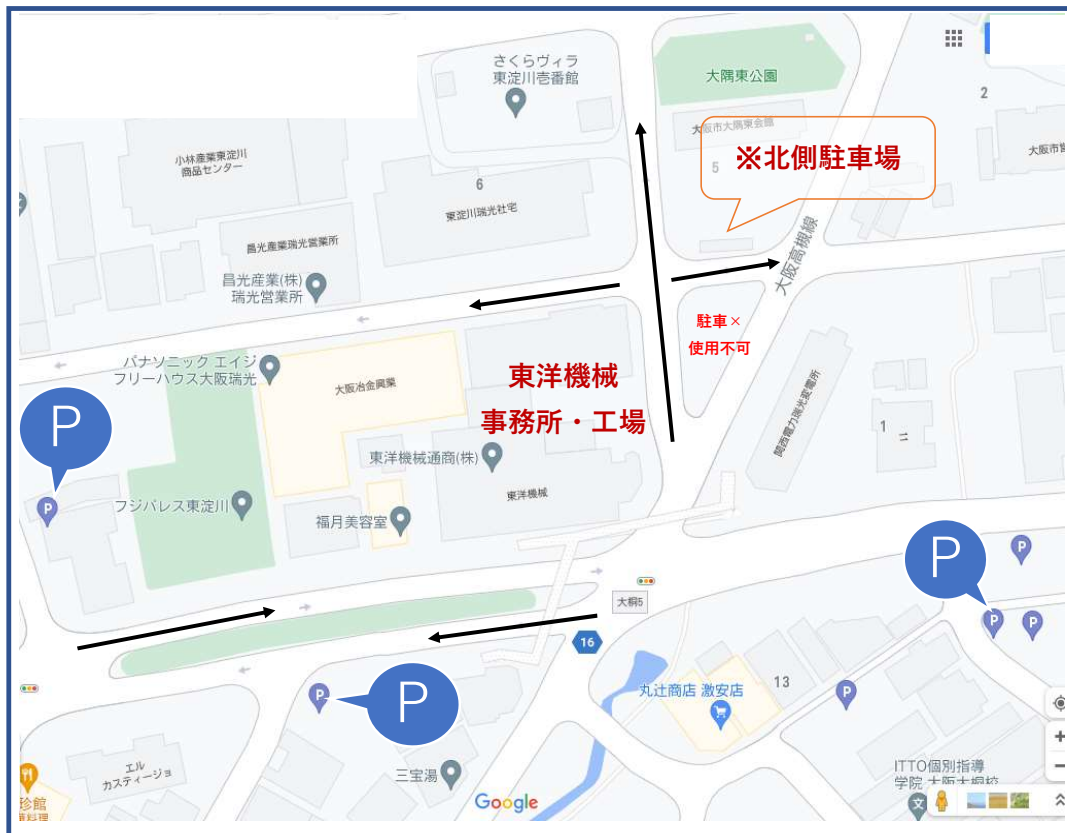 さくらヴィラ
東淀川壱番館
大隅東公園
2
大阪市大隅東会館
小林産業東淀川
商品センター
※北側駐車場
5
大阪市営
6
東淀川瑞光社宅
昌光産業瑞光営業所
大阪高槻線
昌光産業(株)
瑞光営業所
駐車×
使用不可
パナソニック エイジ
フリーハウス大阪瑞光
東洋機械
事務所・工場
大阪冶金興業
関西電力瑞光変電所
P
1
東洋機械通商(株)
東洋機械
フジパレス東淀川
P
福月美容室
P
P
P
P
大桐5
16
13
丸辻商店 激安店
P
P
P
エル
カスティージョ
三宝湯
ITTO個別指導
学院 大阪大桐校
珍館
料理
Google
文